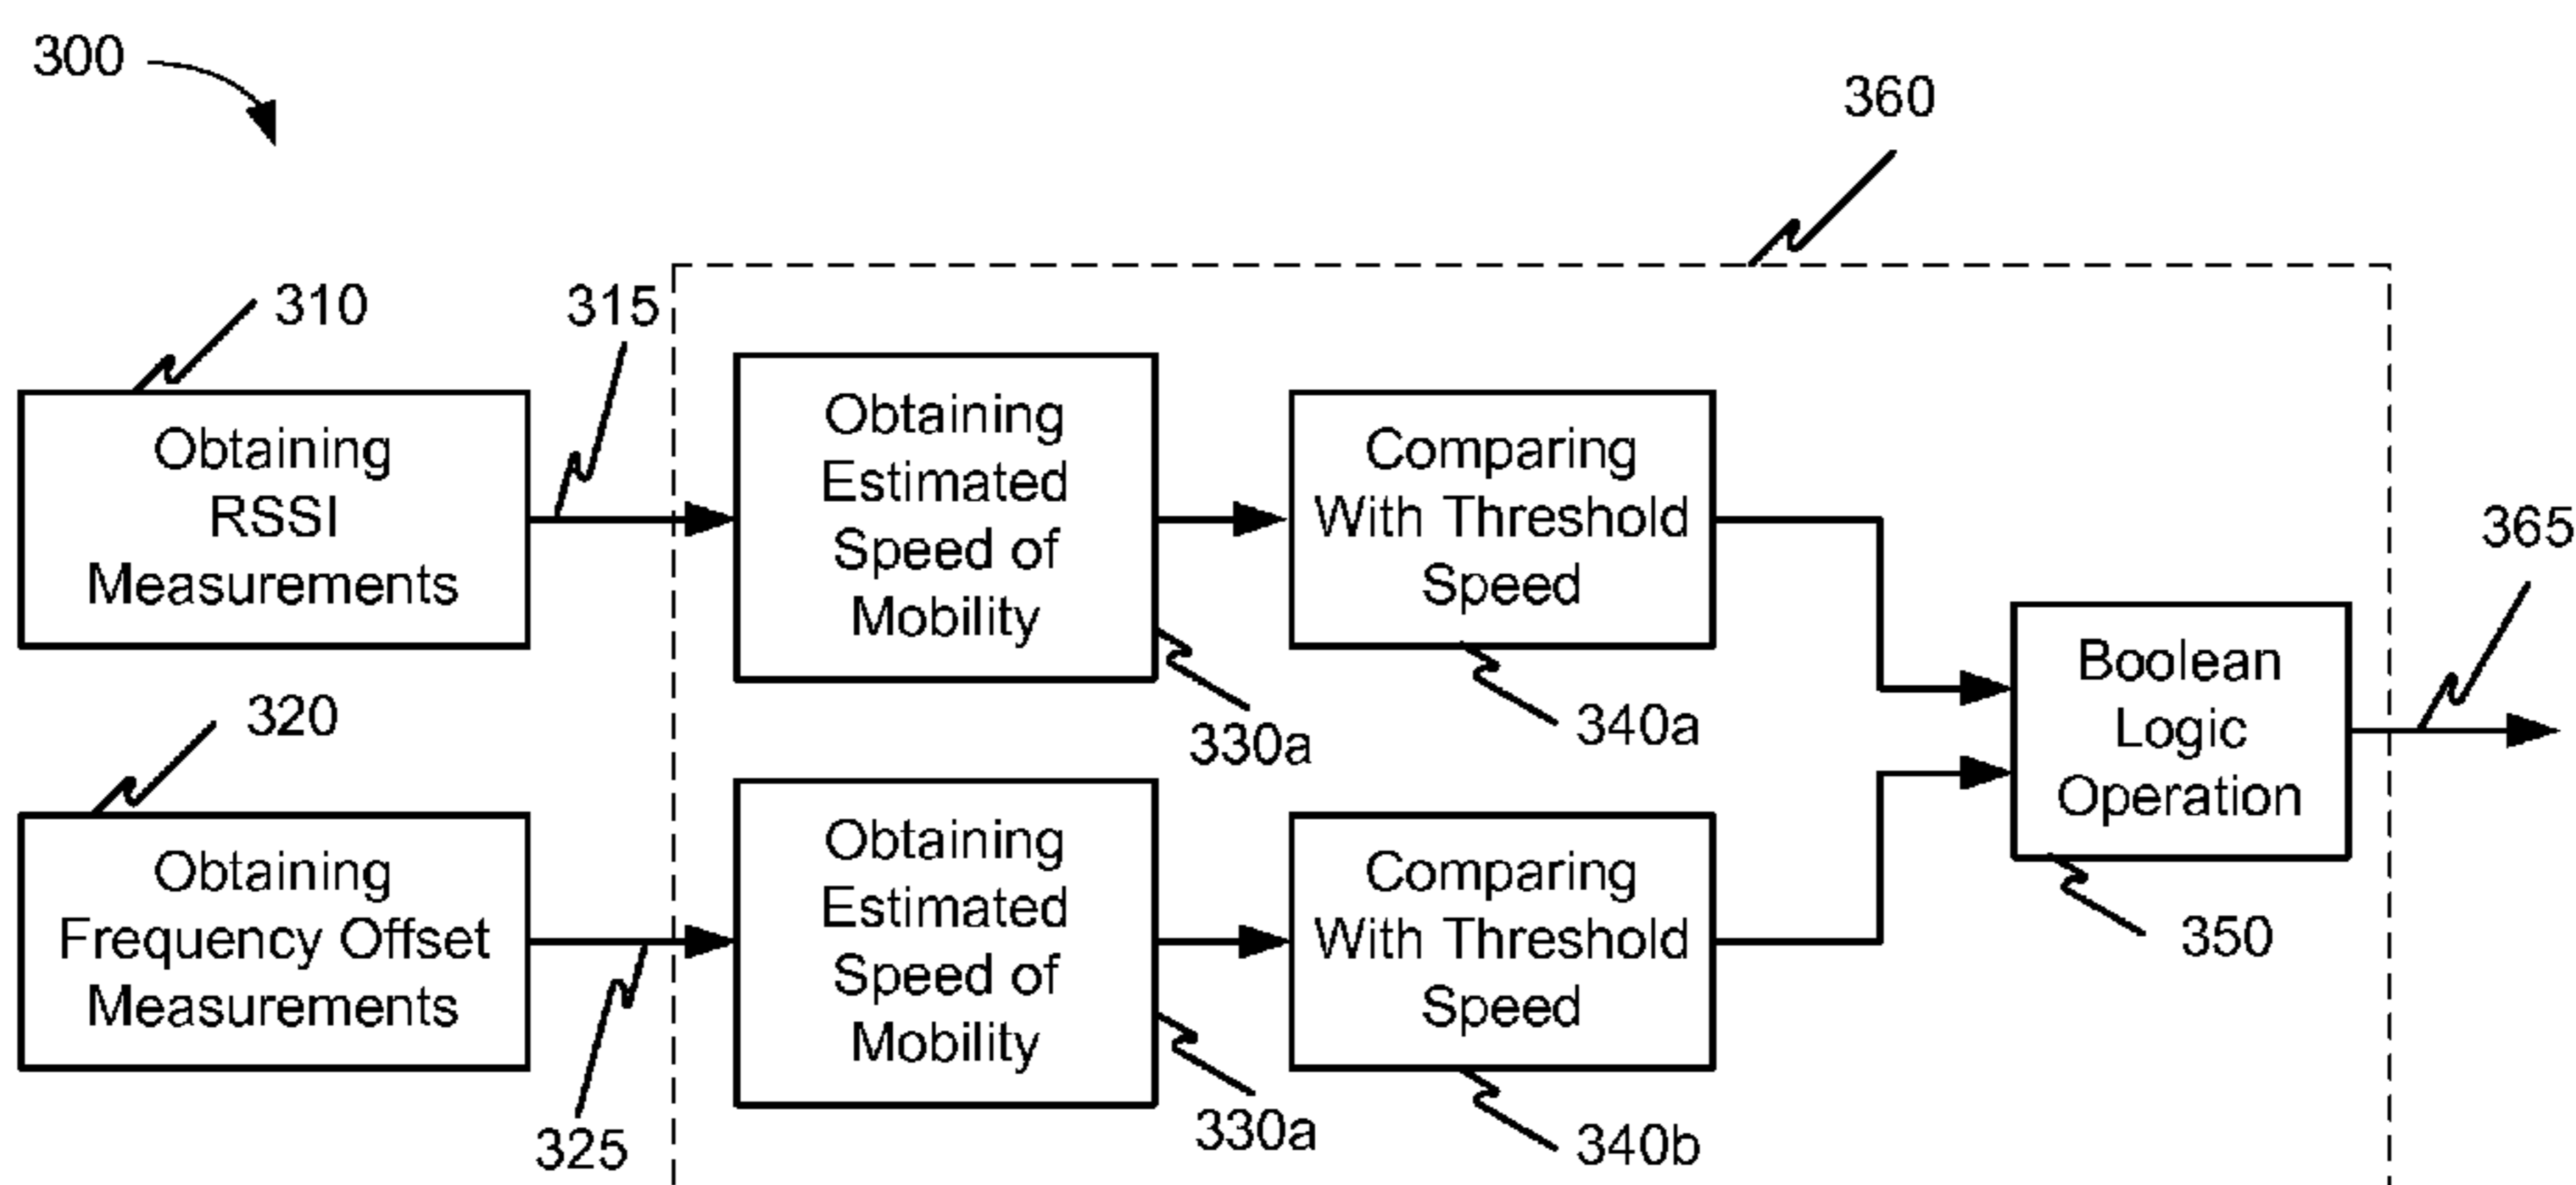 300
360
310
315
Obtaining
RSSI
Measurements
Obtaining
Estimated
Speed of
Mobility
330a
Comparing
With Threshold
Speed
340a
365
320
Obtaining
Frequency Offset
Measurements
325
Obtaining
Estimated
Speed of
Mobility
330a
Comparing
With Threshold
Speed
340b
Boolean
Logic
Operation
350